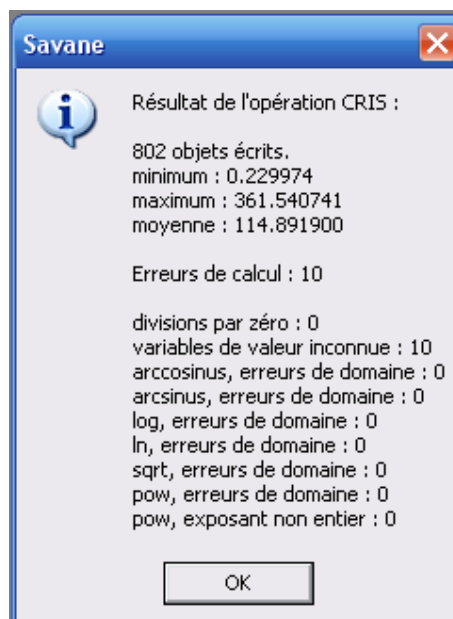 Savane
Résultat de l'opération CRIS :
802 objets écrits.
minimum : 0.229974
maximum : 361.540741
moyenne : 114.891900
Erreurs de calcul : 10
divisions par zéro : 0
variables de valeur inconnue : 10
arccosinus, erreurs de domaine : 0
arcsinus, erreurs de domaine : 0
log, erreurs de domaine : 0
ln, erreurs de domaine : 0
sqrt, erreurs de domaine : 0
pow, erreurs de domaine : 0
pow, exposant non entier : 0
OK